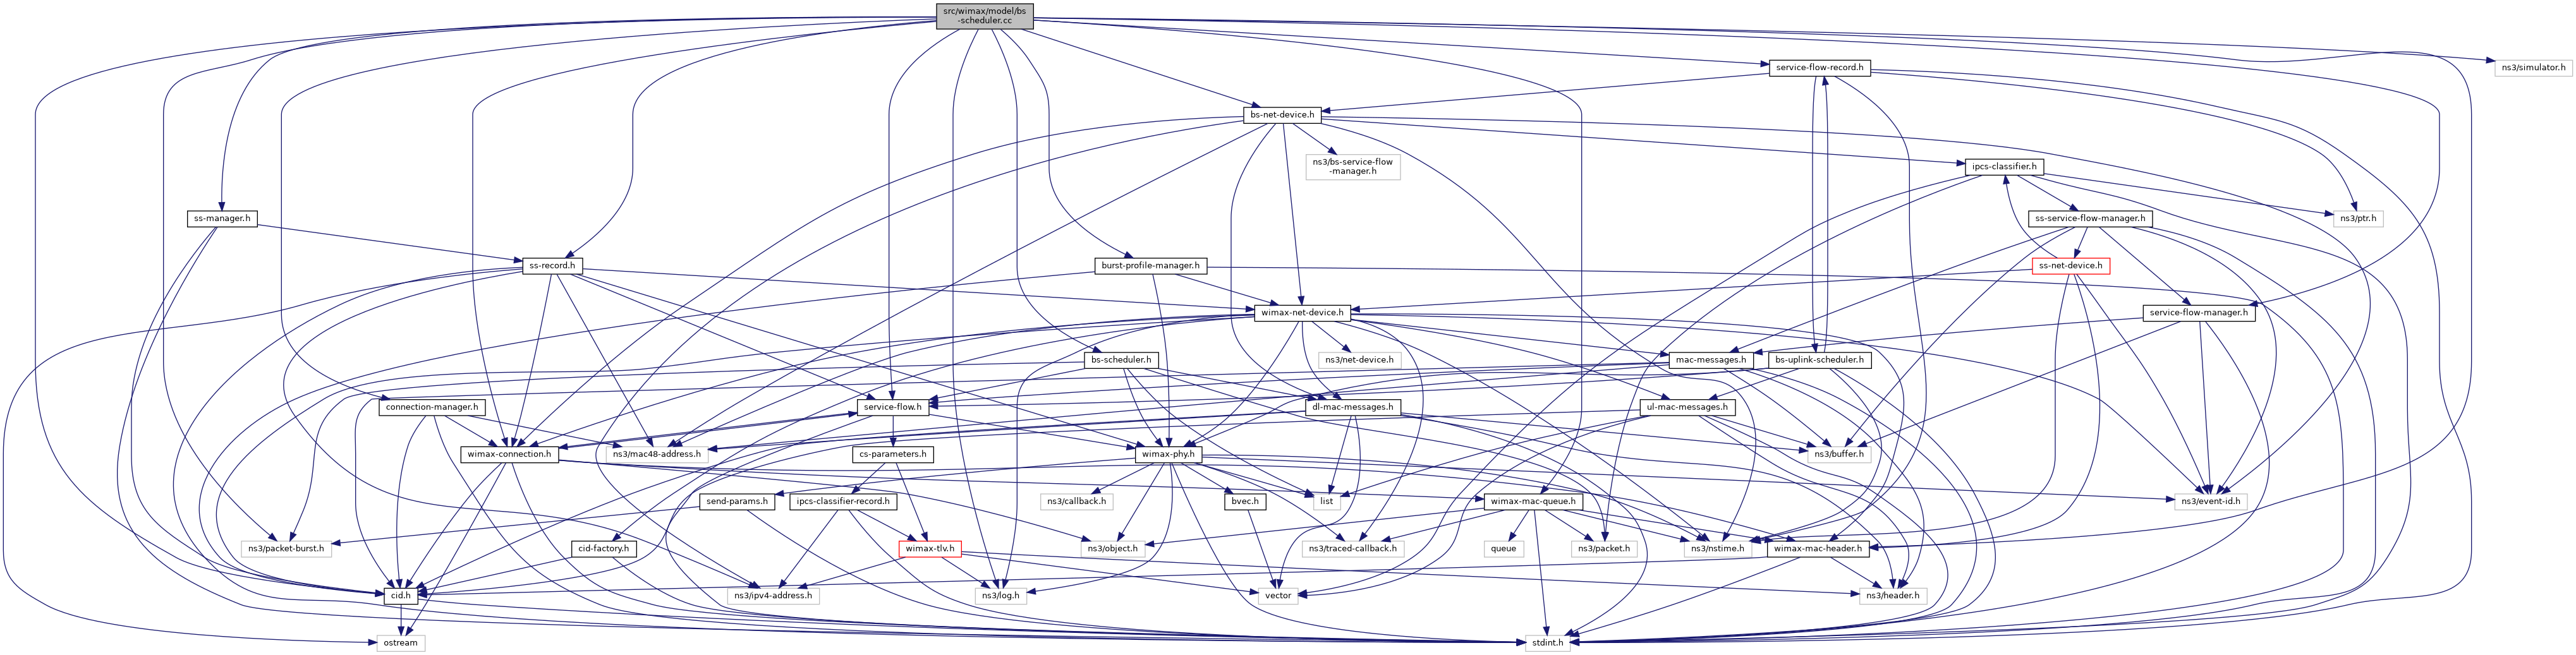 src/wimax/model/bs
-scheduler.cc
service-flow-record.h
ns3/simulator.h
bs-net-device.h
ns3/bs-service-flow
-manager.h
ipcs-classifier.h
ss-manager.h
ss-service-flow-manager.h
ns3/ptr.h
ss-record.h
burst-profile-manager.h
ss-net-device.h
wimax-net-device.h
service-flow-manager.h
bs-scheduler.h
ns3/net-device.h
mac-messages.h
bs-uplink-scheduler.h
connection-manager.h
service-flow.h
dl-mac-messages.h
ul-mac-messages.h
wimax-connection.h
ns3/mac48-address.h
cs-parameters.h
wimax-phy.h
ns3/buffer.h
send-params.h
ipcs-classifier-record.h
ns3/callback.h
bvec.h
list
wimax-mac-queue.h
ns3/event-id.h
ns3/packet-burst.h
cid-factory.h
wimax-tlv.h
ns3/object.h
ns3/traced-callback.h
queue
ns3/packet.h
ns3/nstime.h
wimax-mac-header.h
cid.h
ns3/ipv4-address.h
ns3/log.h
vector
ns3/header.h
ostream
stdint.h